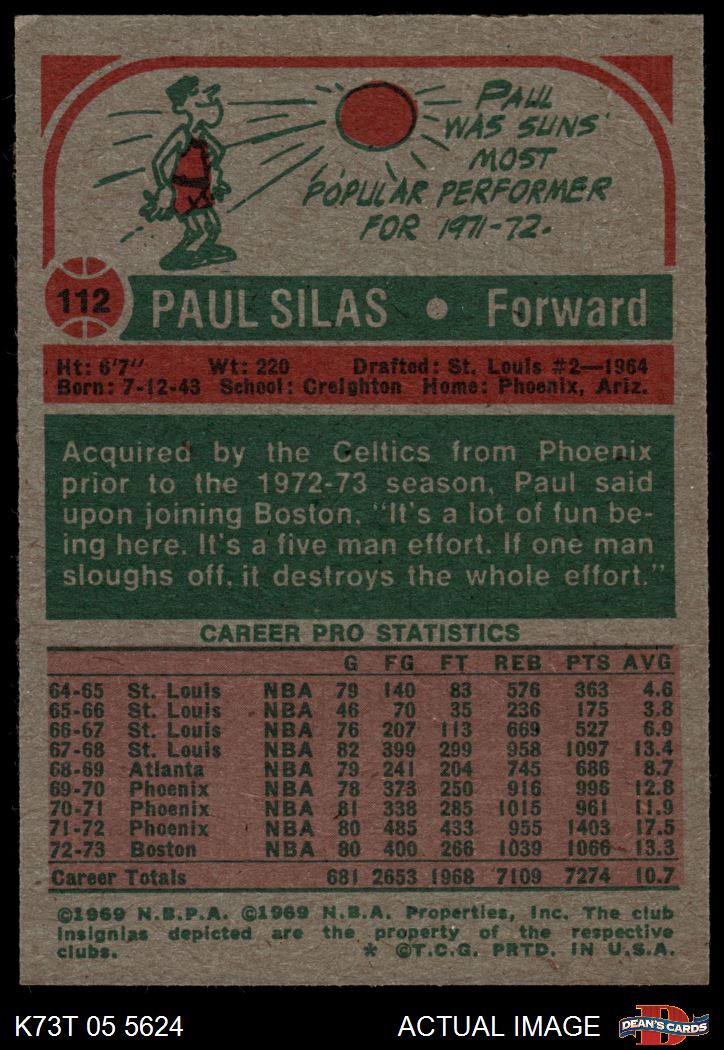 PAUL
WAS SUNS'
MOST
POPULAR PERFORMER
FOR 1971-72.
112 PAUL SILAS • Forward
Ht: 6'7" Wt: 220 Drafted: St. Louis #2—1964
Born: 7-12-43 School: Creighton Home: Phoenix, Ariz.
Acquired by the Celtics from Phoenix
prior to the 1972-73 season, Paul said
upon joining Boston, "It's a lot of fun be-
ing here. It's a five man effort. If one man
sloughs off, it destroys the whole effort."
CAREER PRO STATISTICS
G FG FT REB PTS AVG
64-65 St. Louis NBA 79 140 83 576 363 4.6
65-66 St. Louis NBA 46 70 35 236 175 3.8
66-67 St. Louis NBA 76 207 113 669 527 6.9
67-68 St. Louis NBA 82 399 299 958 1097 13.4
68-69 Atlanta NBA 79 241 204 745 686 8.7
69-70 Phoenix NBA 78 373 250 916 996 12.8
70-71 Phoenix NBA 81 338 285 1015 961 11.9
71-72 Phoenix NBA 80 485 433 955 1403 17.5
72-73 Boston NBA 80 400 266 1039 1066 13.3
Career Totals 681 2653 1968 7109 7274 10.7
©1969 N.B.P.A. ©1969 N.B.A. Properties, Inc. The club
insignias depicted are the property of the respective
clubs. * ©T.C.G. PRTD. IN U.S.A.
K73T 05 5624 ACTUAL IMAGE DEAN'S CARDS